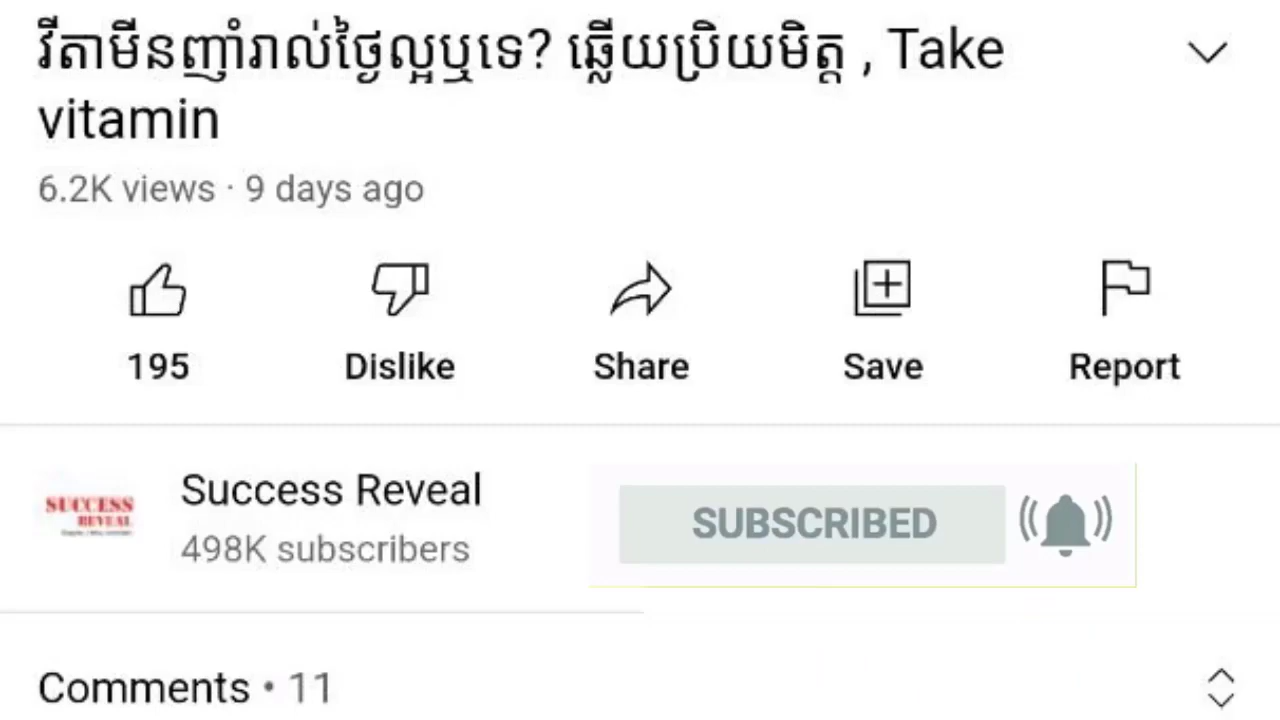 វីតាមីនញ៉ាំរាល់ថ្ងៃល្អឬទេ? ឆ្លើយប្រិយមិត្ត , Take
vitamin
6.2K views · 9 days ago
195 Dislike Share Save Report
SUCCESS
REVEAL
Success Reveal
498K subscribers
SUBSCRIBED
Comments • 11